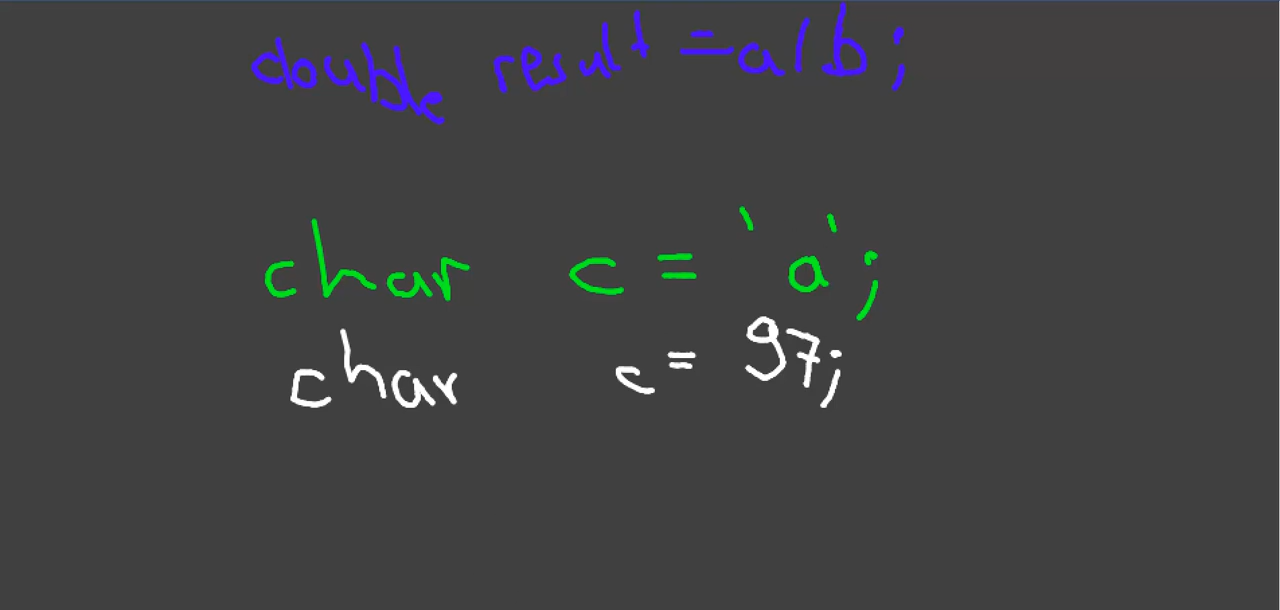 double result = a/b;
char c = 'a';
char c = 97;